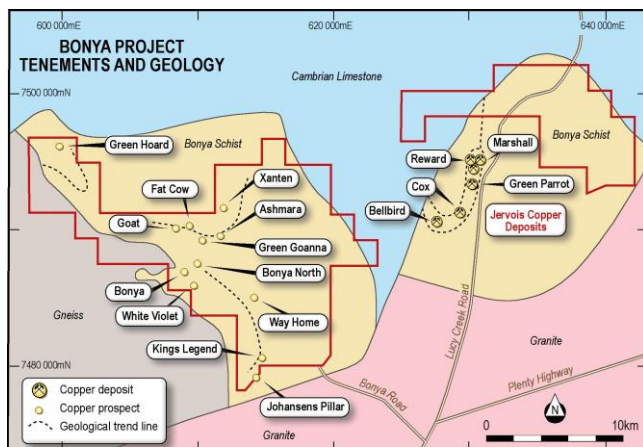 600 000mE
620 000mE
640 000mE
BONYA PROJECT
TENEMENTS AND GEOLOGY
Cambrian Limestone
7500 000mN
Green Hoard
Bonya Schist
Bonya Schist
Marshall
Reward
Xanten
Fat Cow
Cox
Green Parrot
Ashmara
Goat
Bellbird
Jervois Copper
Deposits
Green Goanna
Bonya North
Bonya
Gneiss
White Violet
Way Home
Lucy Creek Road
Kings Legend
Granite
7480 000mN
Plenty Highway
Bonya Road
Copper deposit
Copper prospect
Geological trend line
Johansens Pillar
N
Granite
0
10km